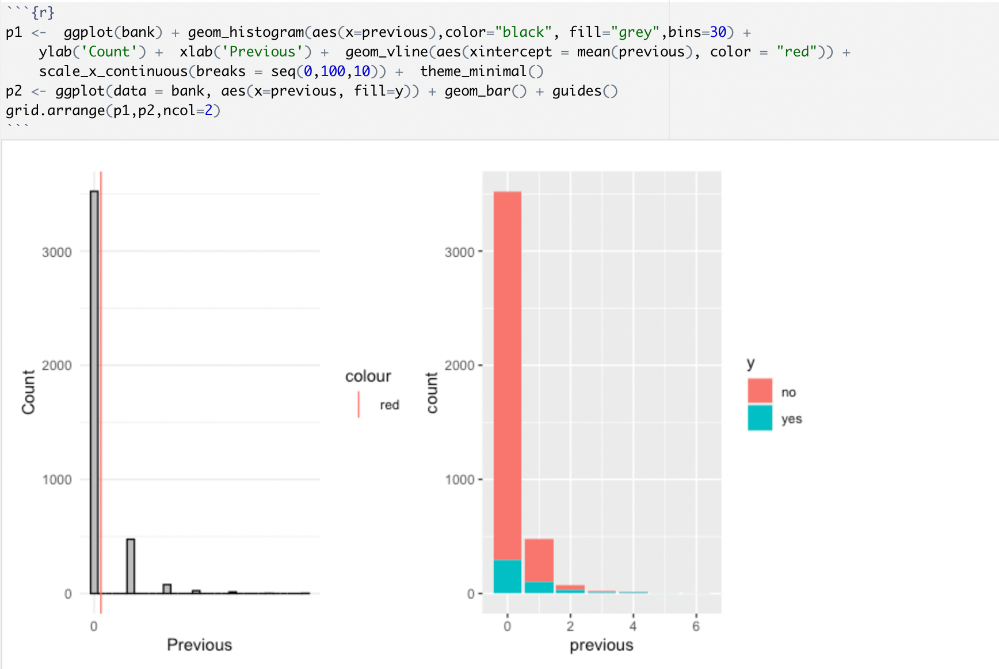 ```{r}
p1 <-  ggplot(bank) + geom_histogram(aes(x=previous),color="black", fill="grey",bins=30) +
    ylab('Count') +  xlab('Previous') +  geom_vline(aes(xintercept = mean(previous), color = "red")) +
    scale_x_continuous(breaks = seq(0,100,10)) +  theme_minimal()
p2 <- ggplot(data = bank, aes(x=previous, fill=y)) + geom_bar() + guides()
grid.arrange(p1,p2,ncol=2)
```
Count
3000
2000
1000
0
0
Previous
colour
red
count
3000
2000
1000
0
0 2 4 6
previous
y
no
yes